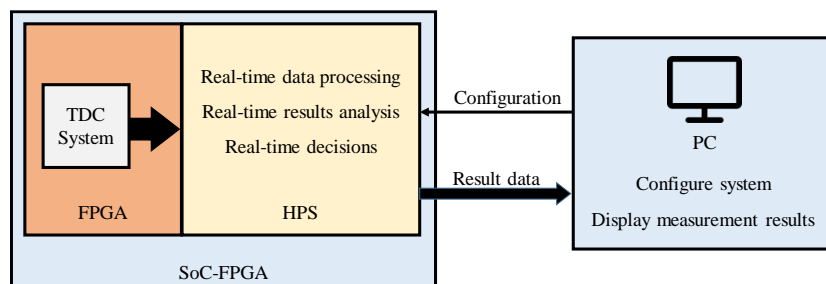 TDC
System
FPGA
Real-time data processing
Real-time results analysis
Real-time decisions
HPS
SoC-FPGA
Configuration
Result data
PC
Configure system
Display measurement results